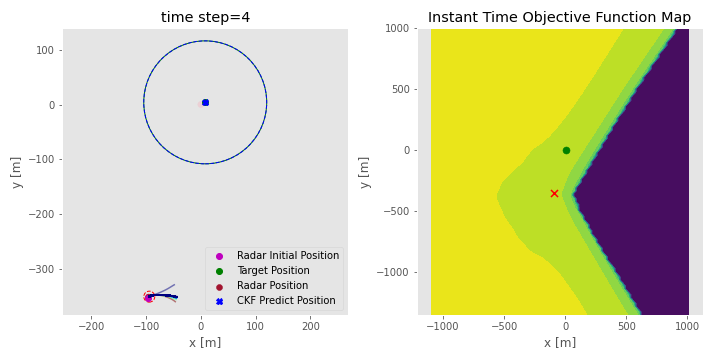 time step=4
100
0
−100
−200
−300
y [m]
−200
−100
0
100
200
x [m]
Radar Initial Position
Target Position
Radar Position
CKF Predict Position
Instant Time Objective Function Map
1000
500
0
−500
−1000
y [m]
−1000
−500
0
500
1000
x [m]